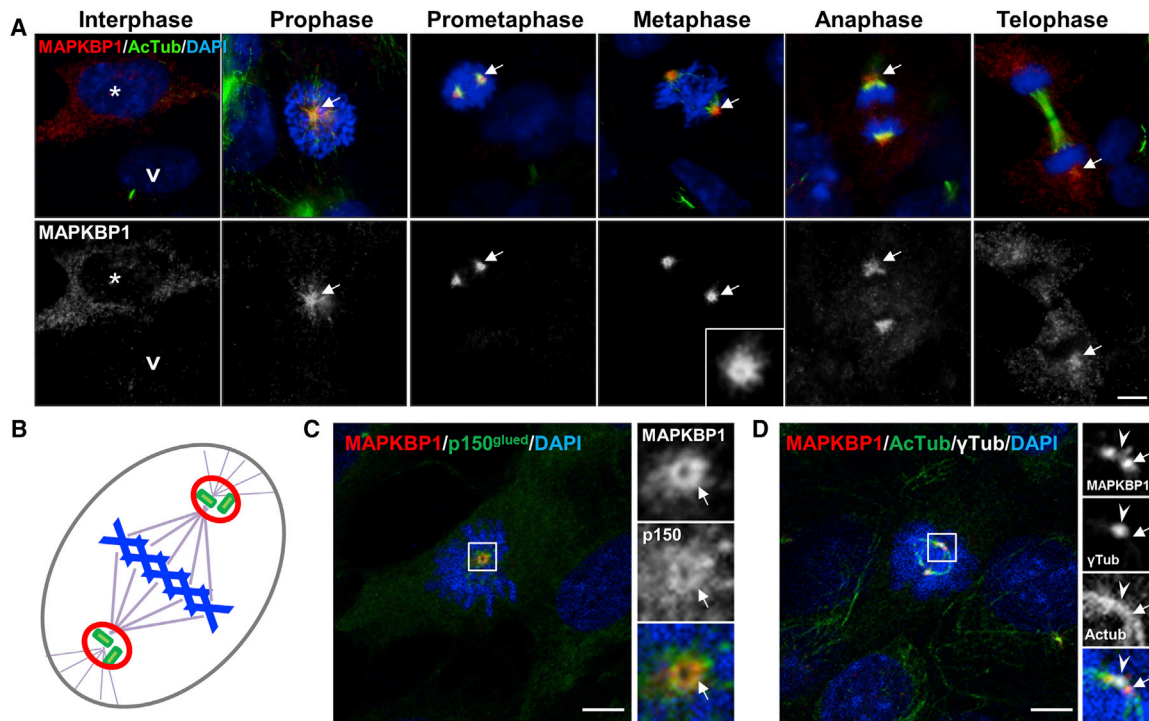 A
Interphase
Prophase
Prometaphase
Metaphase
Anaphase
Telophase
MAPKBP1/AcTub/DAPI
*
v
MAPKBP1
*
v
B
C
MAPKBP1/p150glued/DAPI
MAPKBP1
p150
D
MAPKBP1/AcTub/γTub/DAPI
MAPKBP1
γTub
Actub